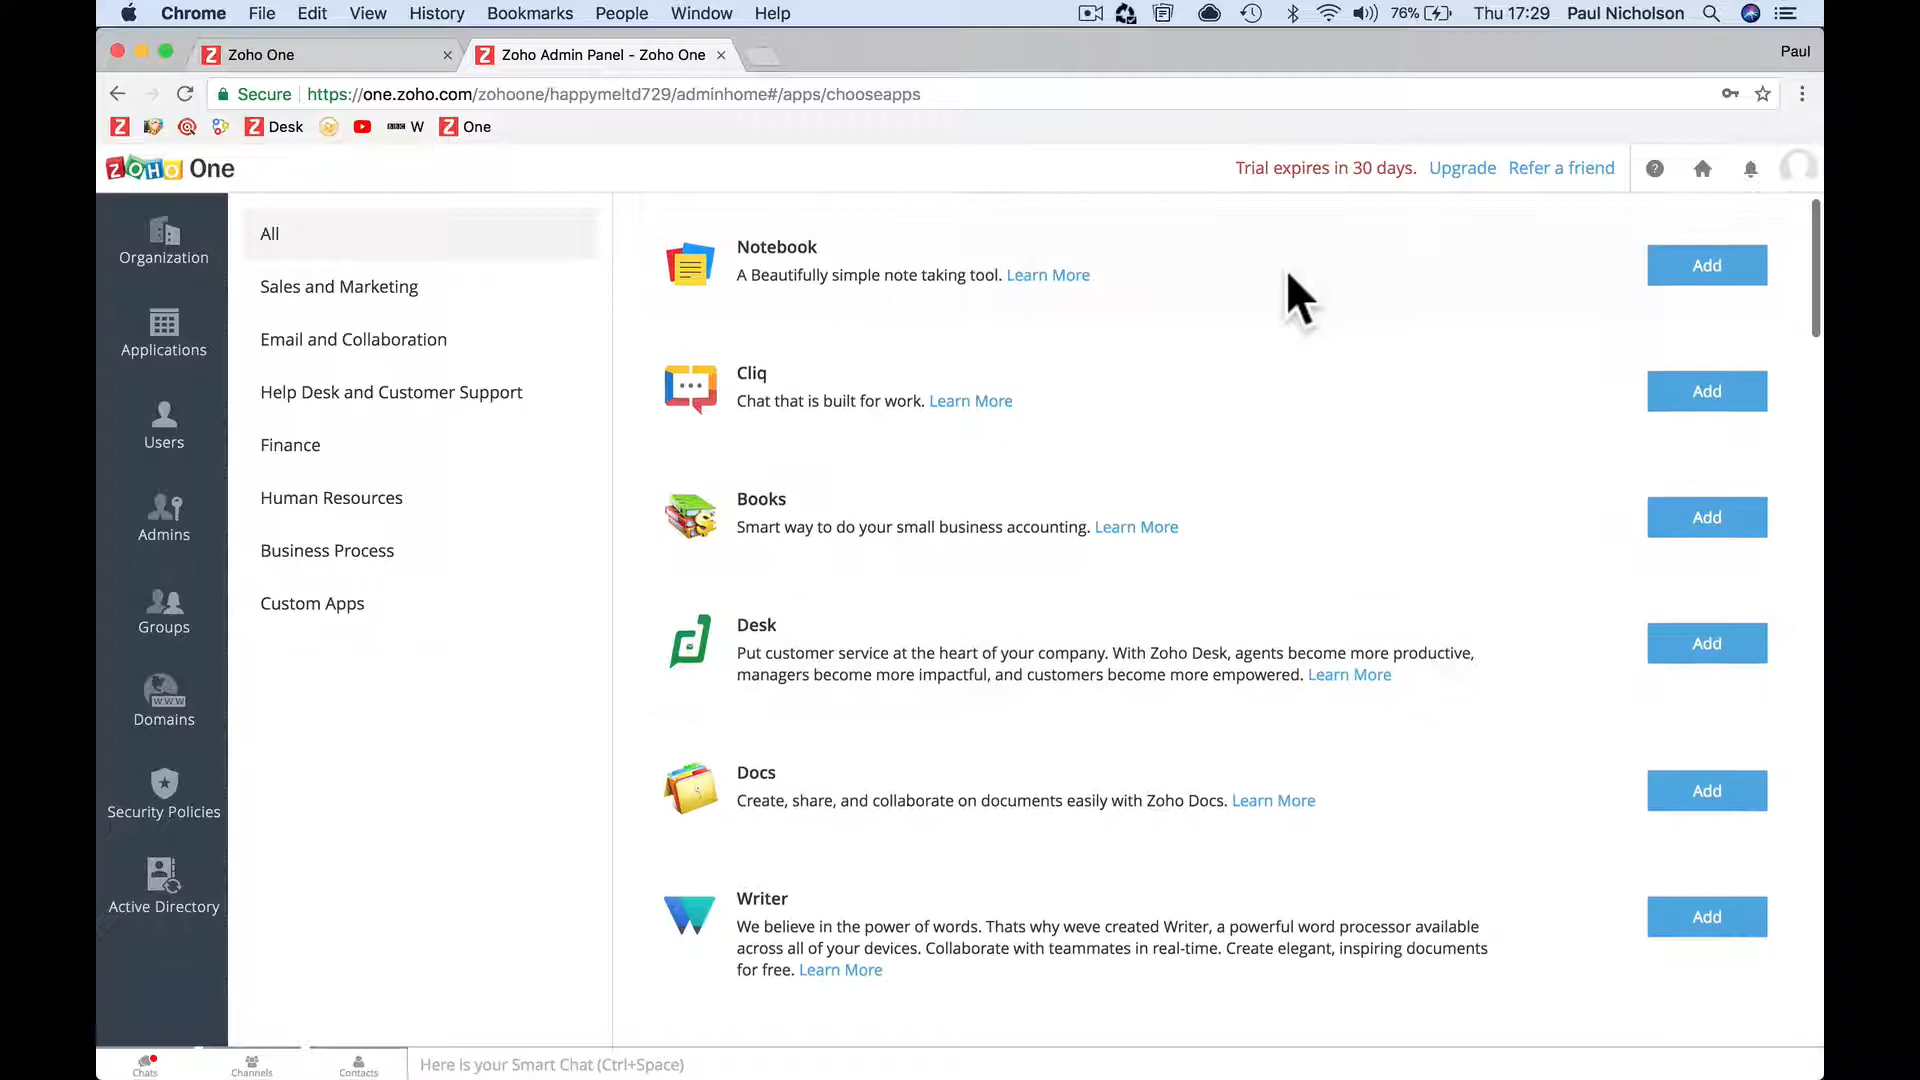 Chrome File Edit View History Bookmarks People Window Help 76% Thu 17:29 Paul Nicholson
Zoho One Zoho Admin Panel - Zoho One Paul
Secure https://one.zoho.com/zohoone/happymeltd729/adminhome#/apps/chooseapps
Desk BBC W One
ZOHO One Trial expires in 30 days. Upgrade Refer a friend
Organization
Applications
Users
Admins
Groups
WWW
Domains
Security Policies
Active Directory
All
Sales and Marketing
Email and Collaboration
Help Desk and Customer Support
Finance
Human Resources
Business Process
Custom Apps
Notebook
A Beautifully simple note taking tool. Learn More
Add
Cliq
Chat that is built for work. Learn More
Add
Books
Smart way to do your small business accounting. Learn More
Add
Desk
Put customer service at the heart of your company. With Zoho Desk, agents become more productive,
managers become more impactful, and customers become more empowered. Learn More
Add
Docs
Create, share, and collaborate on documents easily with Zoho Docs. Learn More
Add
Writer
We believe in the power of words. Thats why weve created Writer, a powerful word processor available
across all of your devices. Collaborate with teammates in real-time. Create elegant, inspiring documents
for free. Learn More
Add
Chats Channels Contacts Here is your Smart Chat (Ctrl+Space)